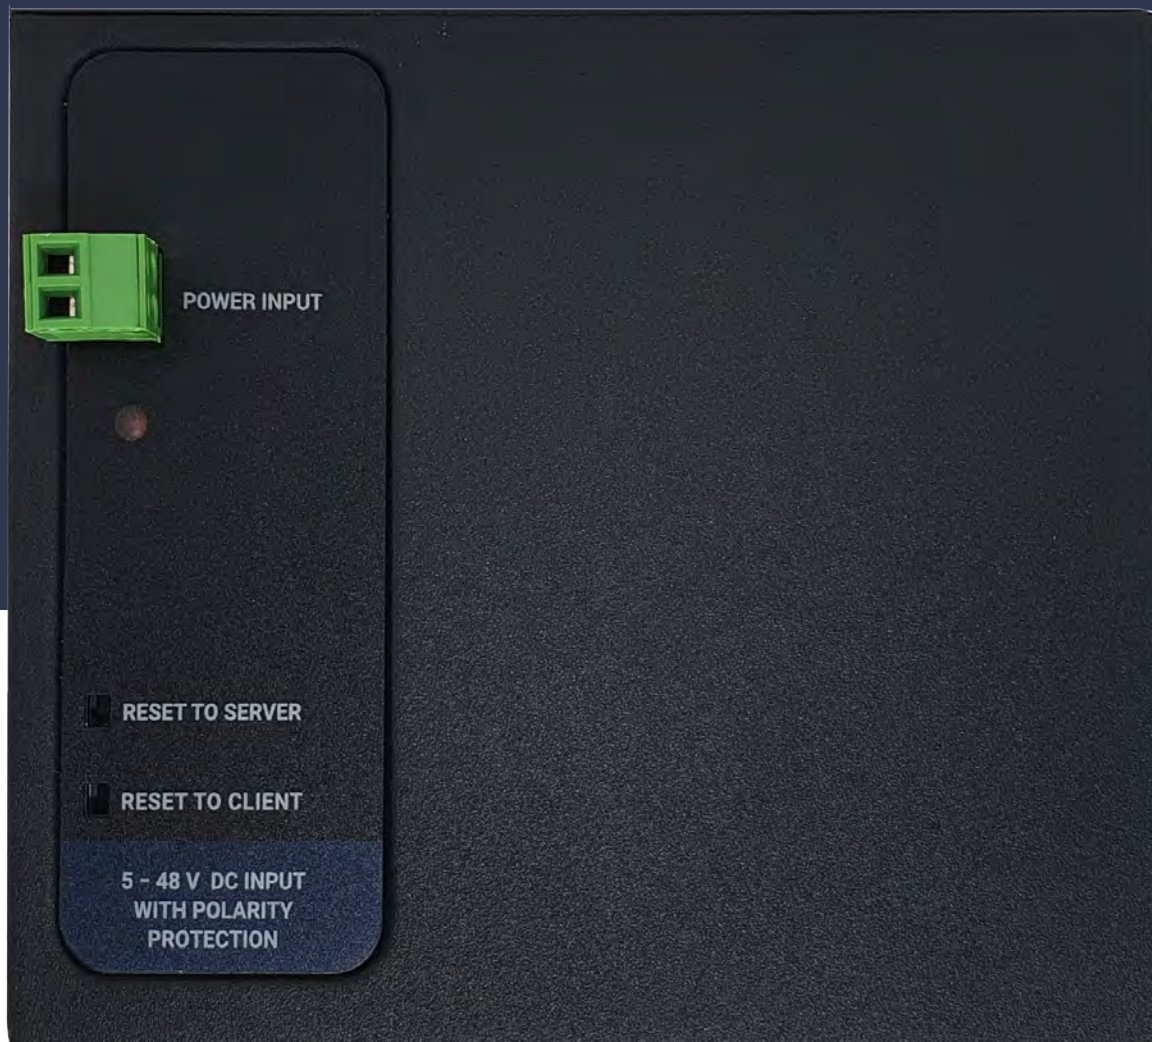 POWER INPUT
RESET TO SERVER
RESET TO CLIENT
5 - 48 V DC INPUT
WITH POLARITY
PROTECTION